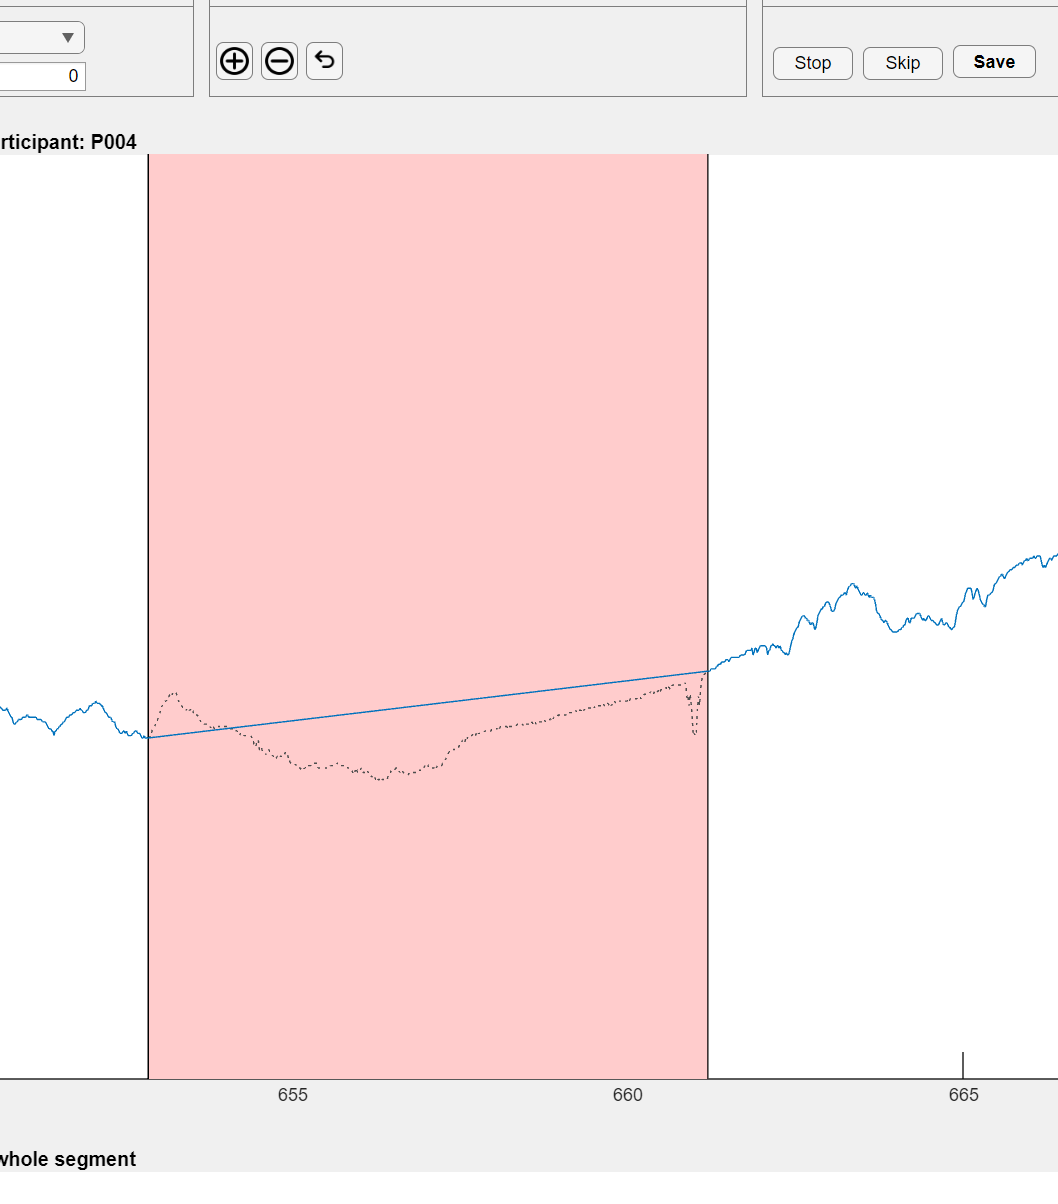 0
Stop Skip Save
rticipant: P004
655 660 665
whole segment